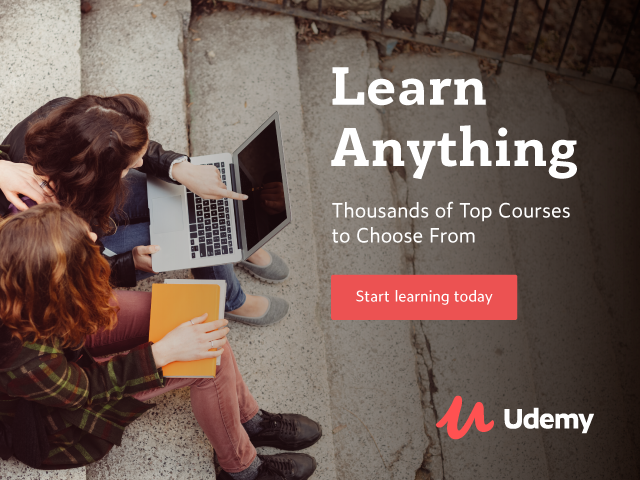 Learn
Anything
Thousands of Top Courses
to Choose From
Start learning today
Udemy